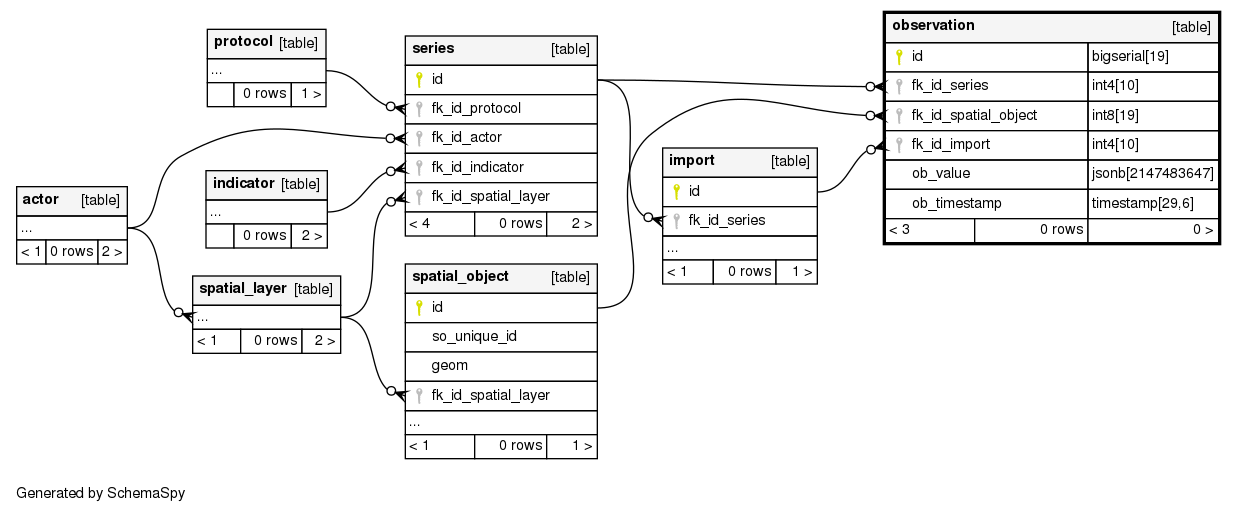 protocol [table]
...
0 rows 1 >
series [table]
id
fk_id_protocol
fk_id_actor
fk_id_indicator
fk_id_spatial_layer
< 4 0 rows 2 >
observation [table]
id bigserial[19]
fk_id_series int4[10]
fk_id_spatial_object int8[19]
fk_id_import int4[10]
ob_value jsonb[2147483647]
ob_timestamp timestamp[29,6]
< 3 0 rows 0 >
import [table]
id
fk_id_series
...
< 1 0 rows 1 >
indicator [table]
...
0 rows 2 >
actor [table]
...
< 1 0 rows 2 >
spatial_layer [table]
...
< 1 0 rows 2 >
spatial_object [table]
id
so_unique_id
geom
fk_id_spatial_layer
...
< 1 0 rows 1 >
Generated by SchemaSpy